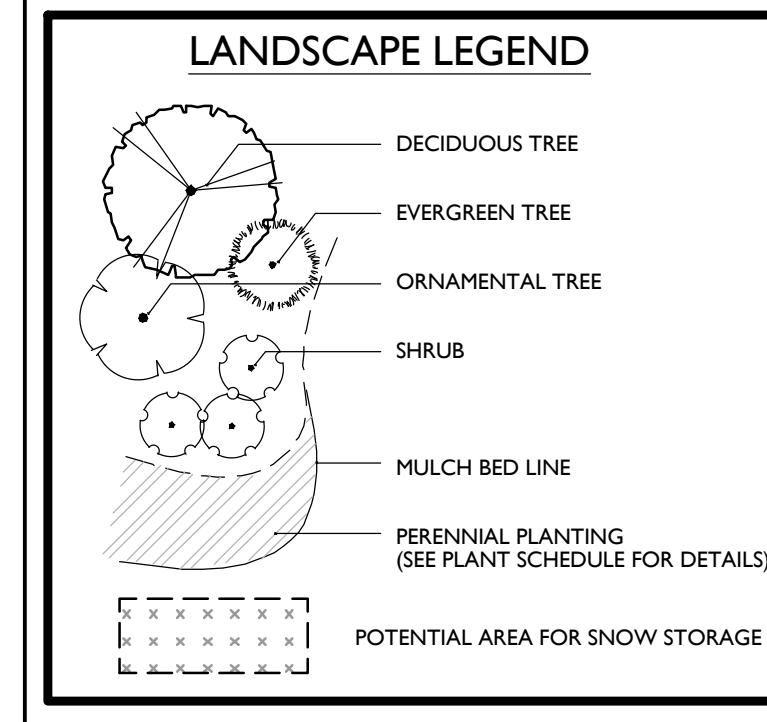 LANDSCAPE LEGEND
DECIDUOUS TREE
EVERGREEN TREE
ORNAMENTAL TREE
SHRUB
MULCH BED LINE
PERENNIAL PLANTING
(SEE PLANT SCHEDULE FOR DETAILS)
POTENTIAL AREA FOR SNOW STORAGE